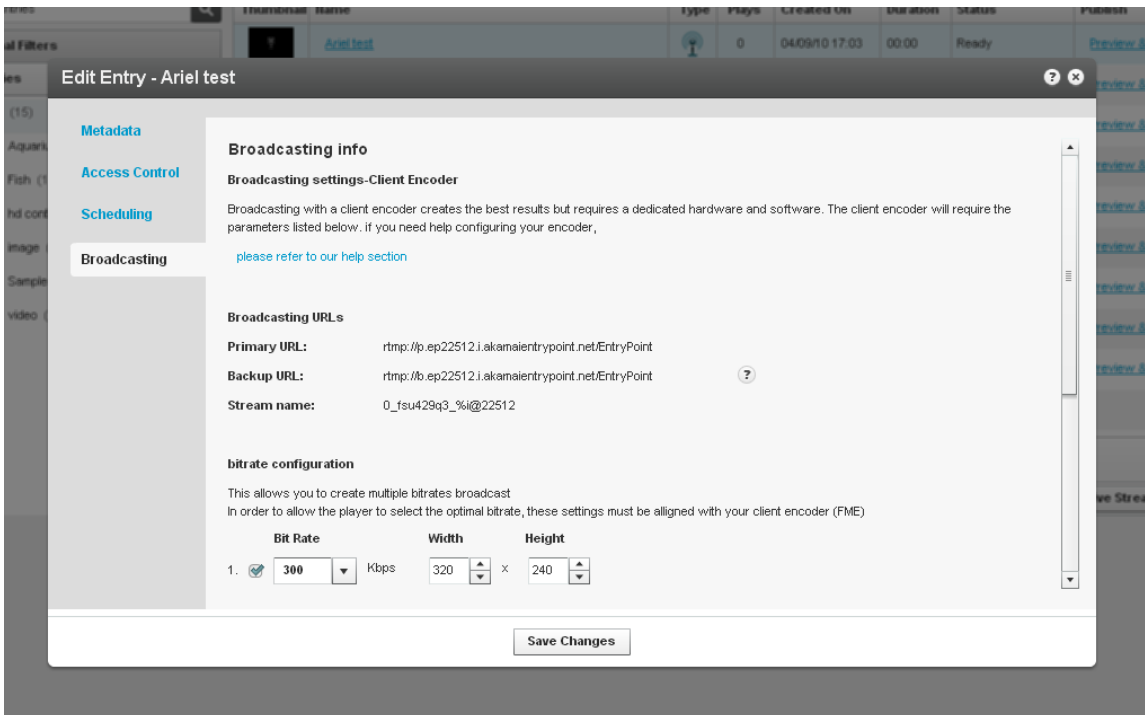 Thumbnail Name Type Plays Created On Duration Status Publish
al Filters
Ariel test 0 04/09/10 17:03 00:00 Ready Preview &
Edit Entry - Ariel test ?
(15)
Fish (1
hd cont
image
Sample
video (
Metadata
Access Control
Scheduling
Broadcasting
Broadcasting info
Broadcasting settings-Client Encoder
Broadcasting with a client encoder creates the best results but requires a dedicated hardware and software. The client encoder will require the
parameters listed below. if you need help configuring your encoder,
please refer to our help section
Broadcasting URLs
Primary URL: rtmp://p.ep22512.i.akamaientrypoint.net/EntryPoint
Backup URL: rtmp://b.ep22512.i.akamaientrypoint.net/EntryPoint ?
Stream name: 0_fsu429q3_%i@22512
bitrate configuration
This allows you to create multiple bitrates broadcast
In order to allow the player to select the optimal bitrate, these settings must be alligned with your client encoder (FME)
Bit Rate Width Height
1. 300 Kbps 320 x 240
Save Changes